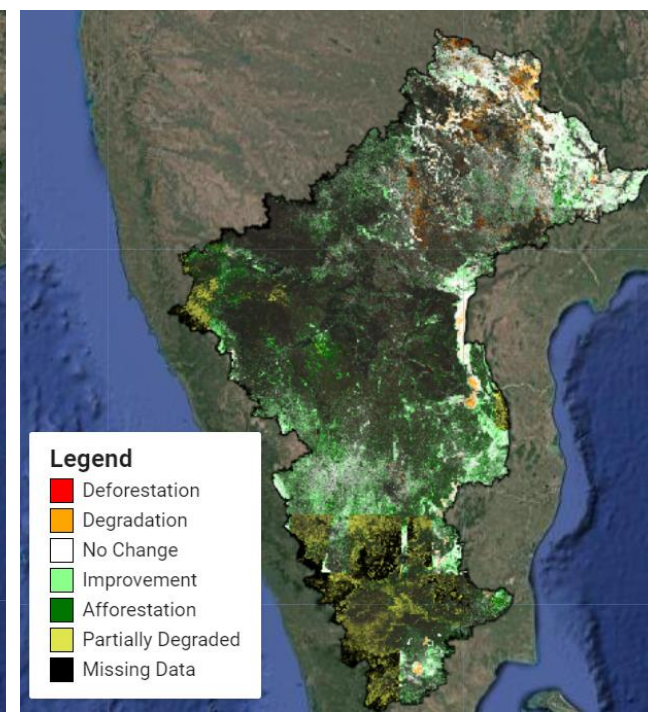 Legend
Deforestation
Degradation
No Change
Improvement
Afforestation
Partially Degraded
Missing Data